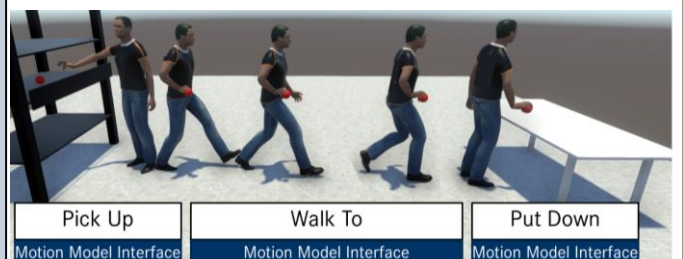 Pick Up
Walk To
Put Down
Motion Model Interface
Motion Model Interface
Motion Model Interface